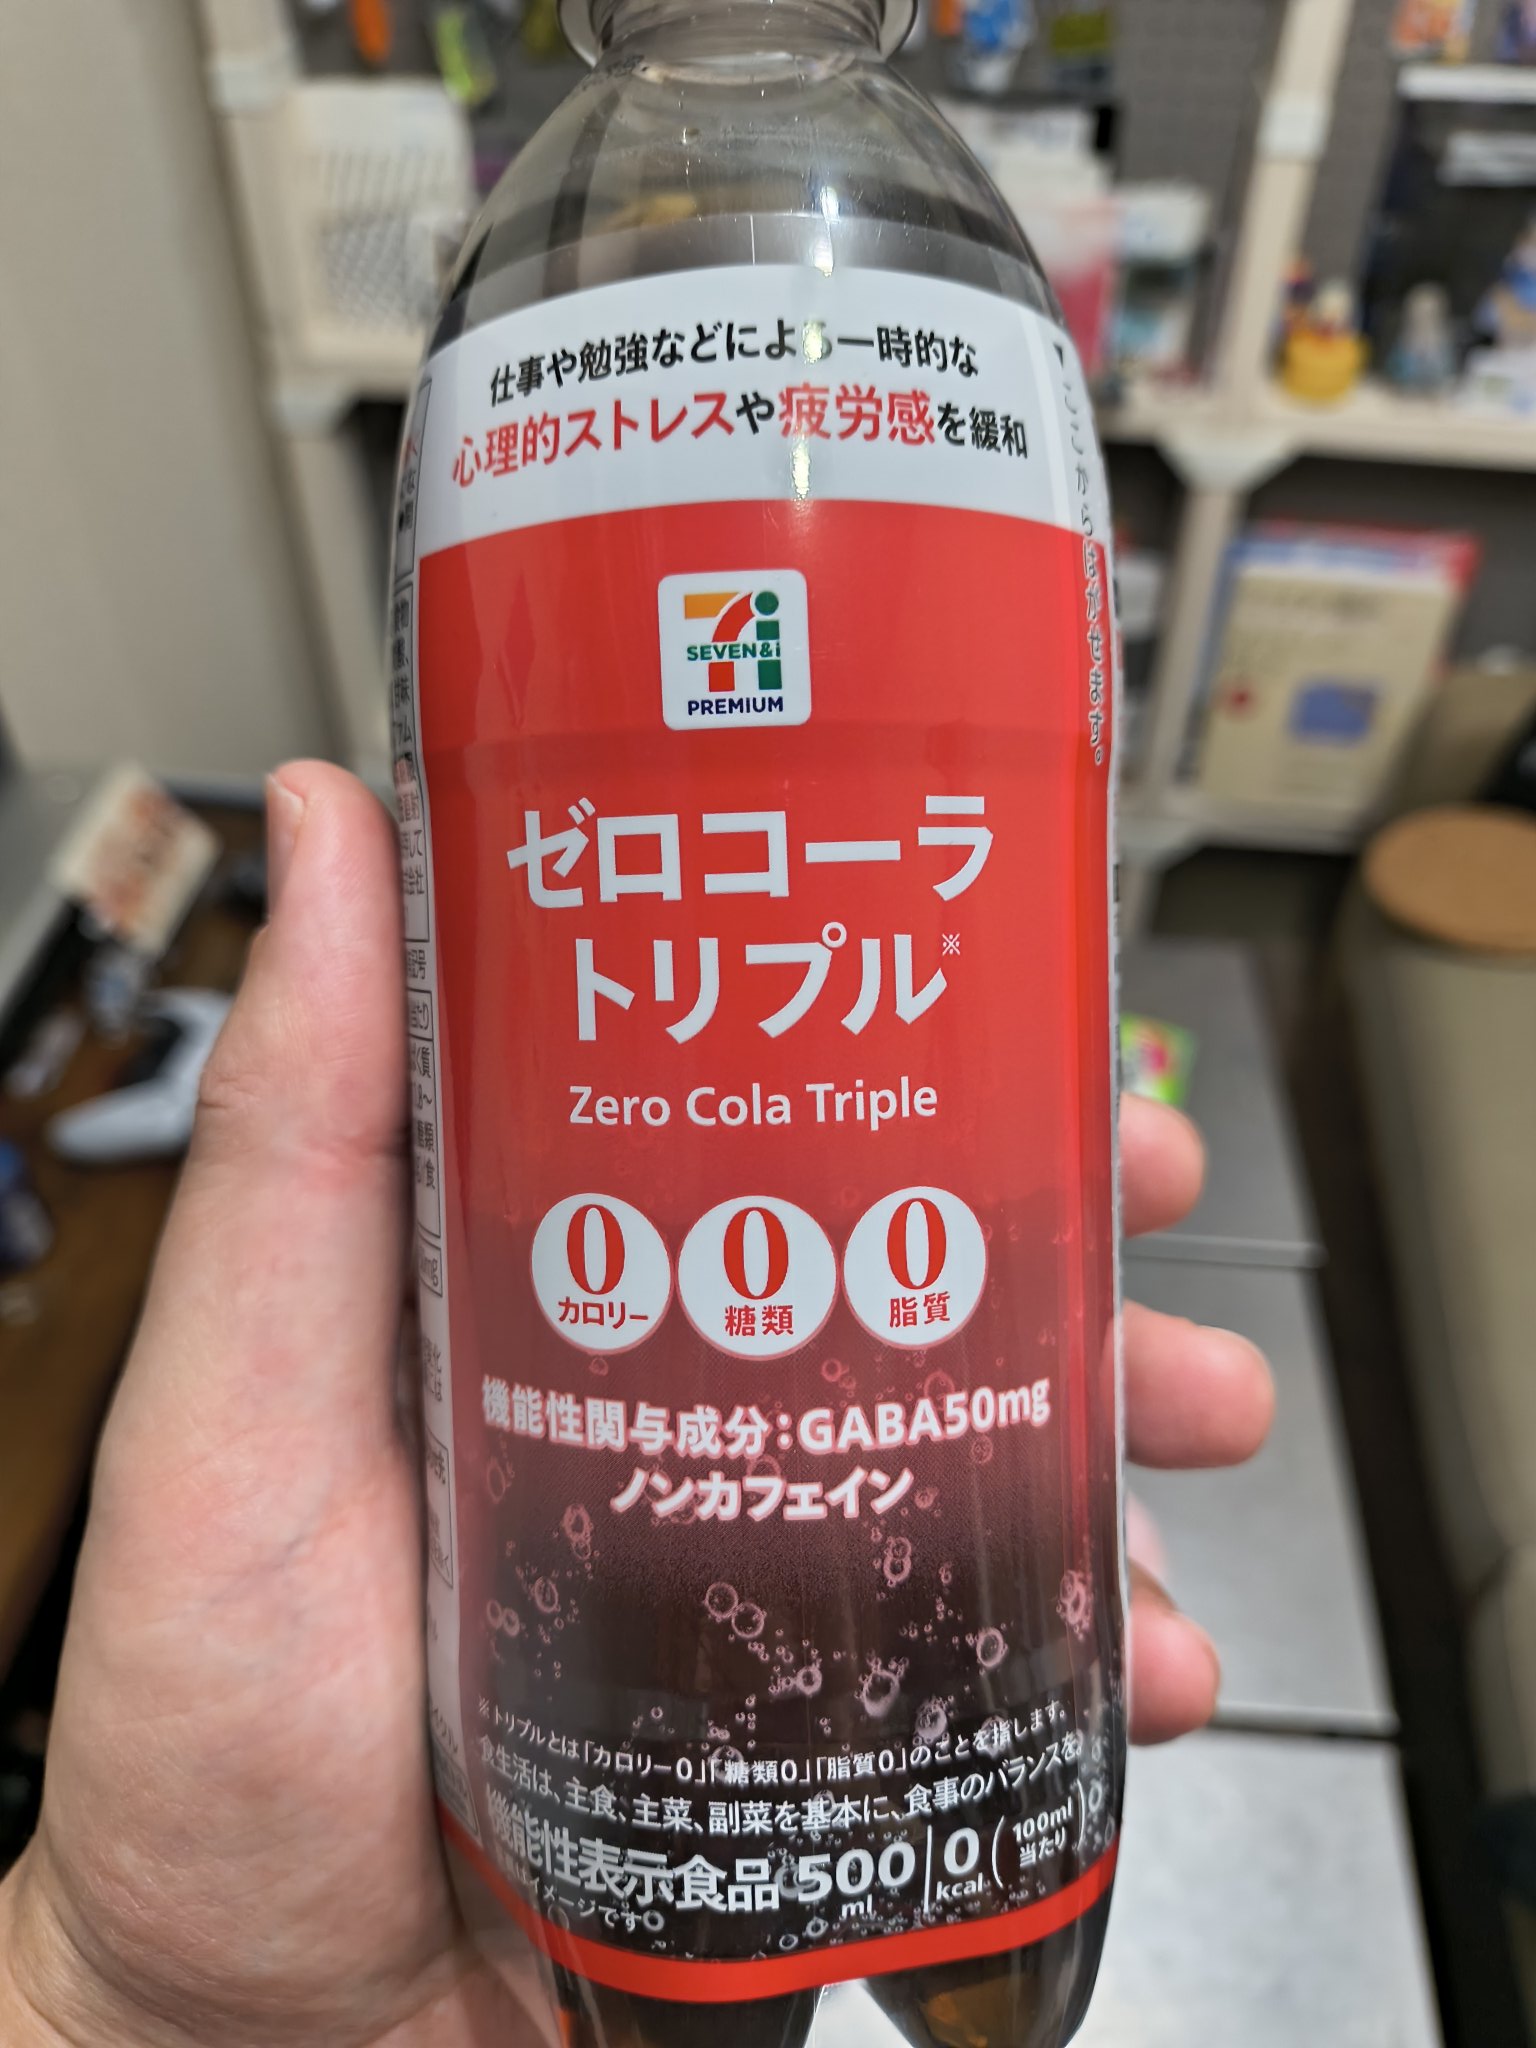 仕事や勉強などによる一時的な
心理的ストレスや疲労感を緩和
ここからはがせます。
SEVEN&i
PREMIUM
ゼロコーラ
トリプル※
Zero Cola Triple
0 0 0
カロリー 糖類 脂質
機能性関与成分:GABA50mg
ノンカフェイン
※トリプルとは「カロリー0」「糖類0」「脂質0」のことを指します。
食生活は、主食、主菜、副菜を基本に、食事のバランスを。
機能性表示食品 500ml 0kcal(100ml当たり)
イメージです。